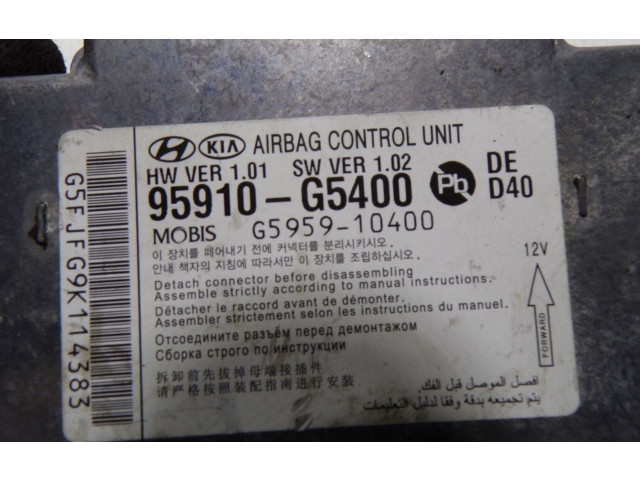 HYUNDAI KIA AIRBAG CONTROL UNIT
HW VER 1.01 SW VER 1.02
95910-G5400 Pb DE
D40
MOBIS G5959-10400
이 장치를 떼어내기 전에 커넥터를 분리시키시오.
안내 책자의 지침에 따라서만 이 장치를 조립하십시오.
12V
Detach connector before disassembling
Assemble strictly according to manual instructions.
Détacher le raccord avant de démonter.
Assembler strictement selon les instructions du manuel.
Отсоедините разъём перед демонтажом
Сборка строго по инструкции
FORWARD
拆卸前先拔掉母端接插件
请严格按照装配指南进行安装
افصل الموصل قبل الفك.
يتم تجميعه بدقة وفقا لدليل التعليمات.
G5FJFG9K114383